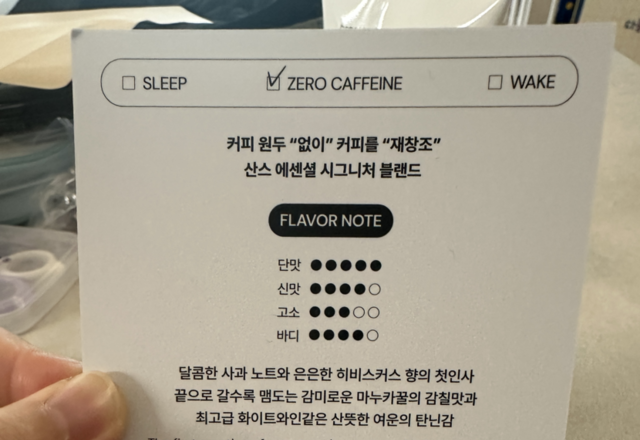 SLEEP ZERO CAFFEINE WAKE
커피 원두 “없이” 커피를 “재창조”
산스 에센셜 시그니처 블랜드
FLAVOR NOTE
단맛 ●●●●●
신맛 ●●●●○
고소 ●●●○○
바디 ●●●●○
달콤한 사과 노트와 은은한 히비스커스 향의 첫인사
끝으로 갈수록 맴도는 감미로운 마누카꿀의 감칠맛과
최고급 화이트와인같은 산뜻한 여운의 탄닌감